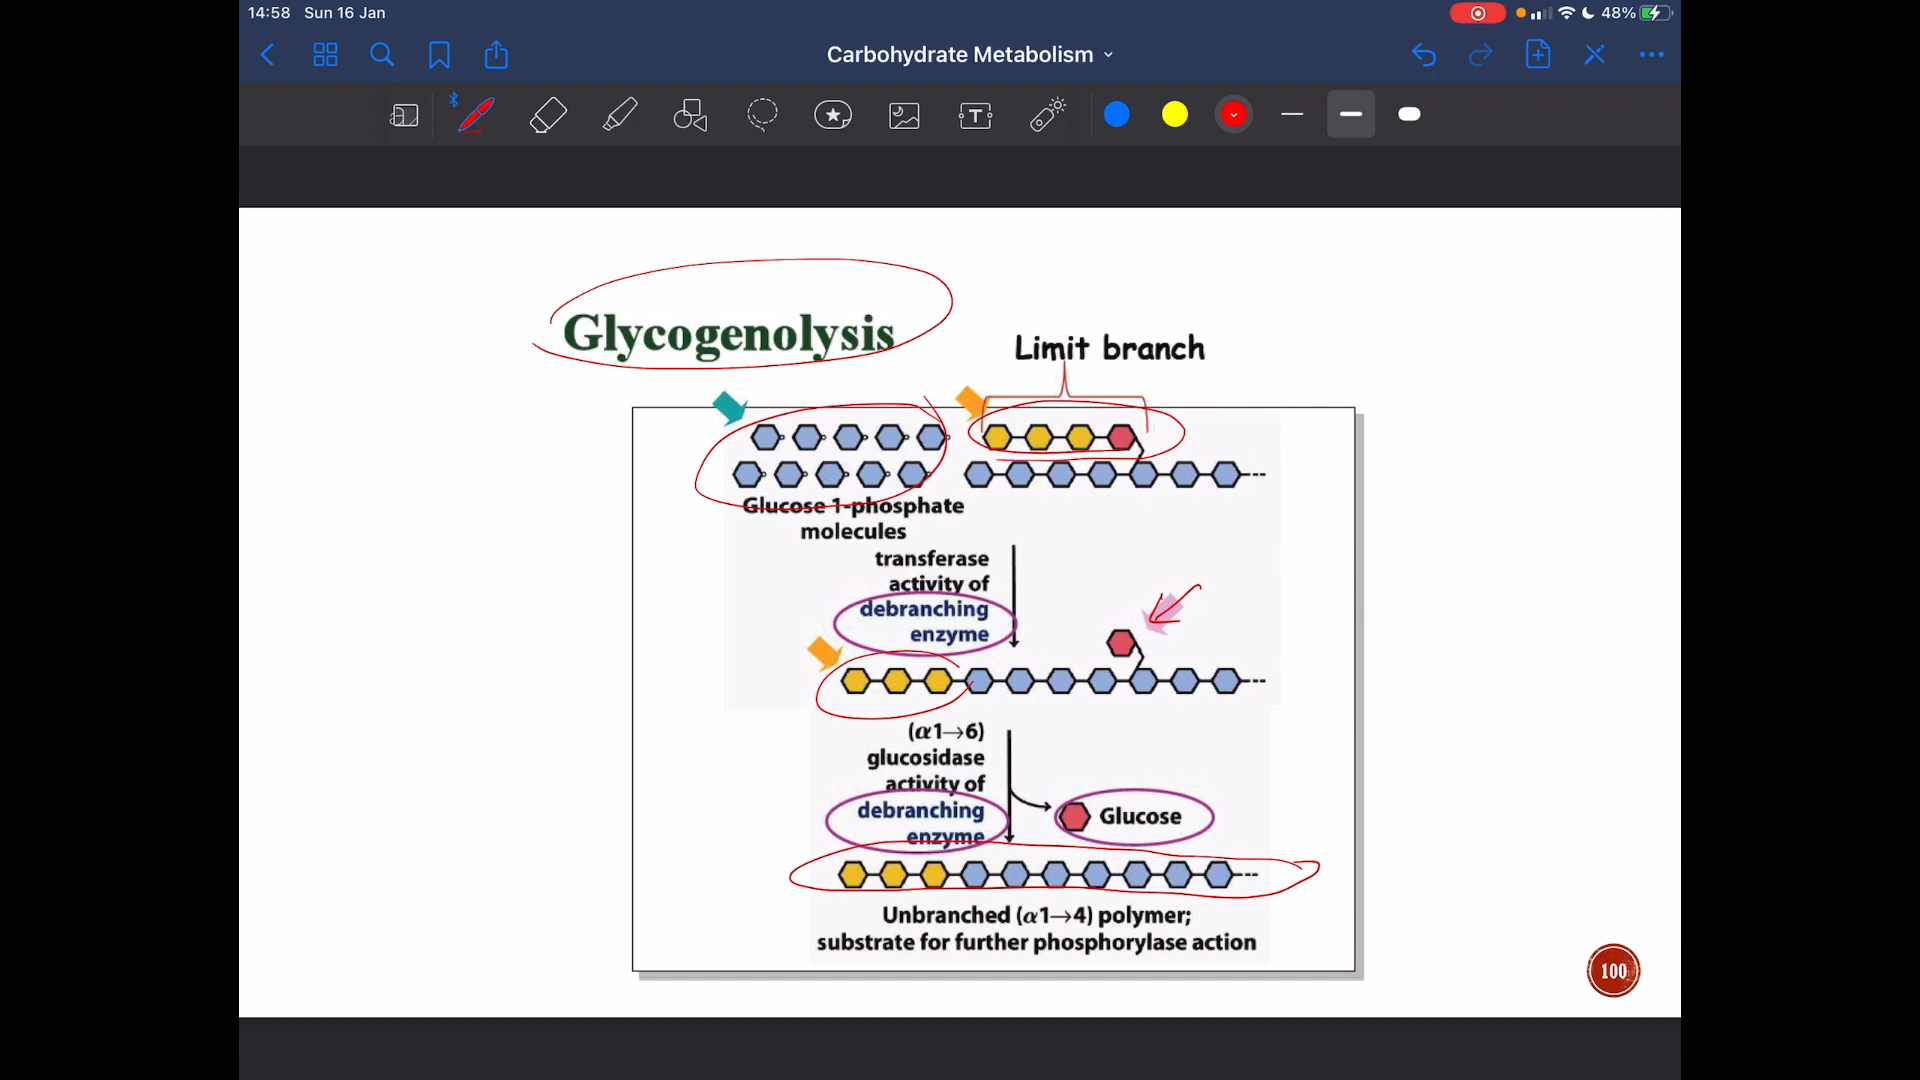 14:58 Sun 16 Jan
48%
Carbohydrate Metabolism
T
Glycogenolysis
Limit branch
Glucose 1-phosphate
molecules
transferase
activity of
debranching
enzyme
(α1→6)
glucosidase
activity of
debranching
enzyme
Glucose
Unbranched (α1→4) polymer;
substrate for further phosphorylase action
100